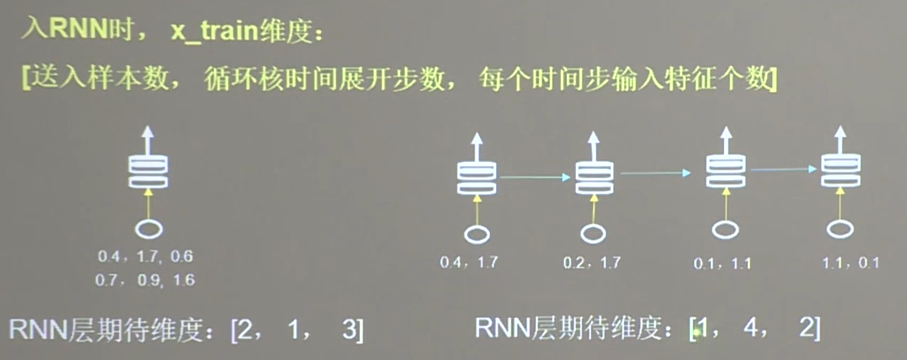 入RNN时， x_train维度：
[送入样本数， 循环核时间展开步数， 每个时间步输入特征个数]
0.4，1.7, 0.6
0.7，0.9, 1.6
RNN层期待维度：[2， 1， 3]
0.4，1.7
0.2，1.7
0.1，1.1
1.1，0.1
RNN层期待维度：[1， 4， 2]